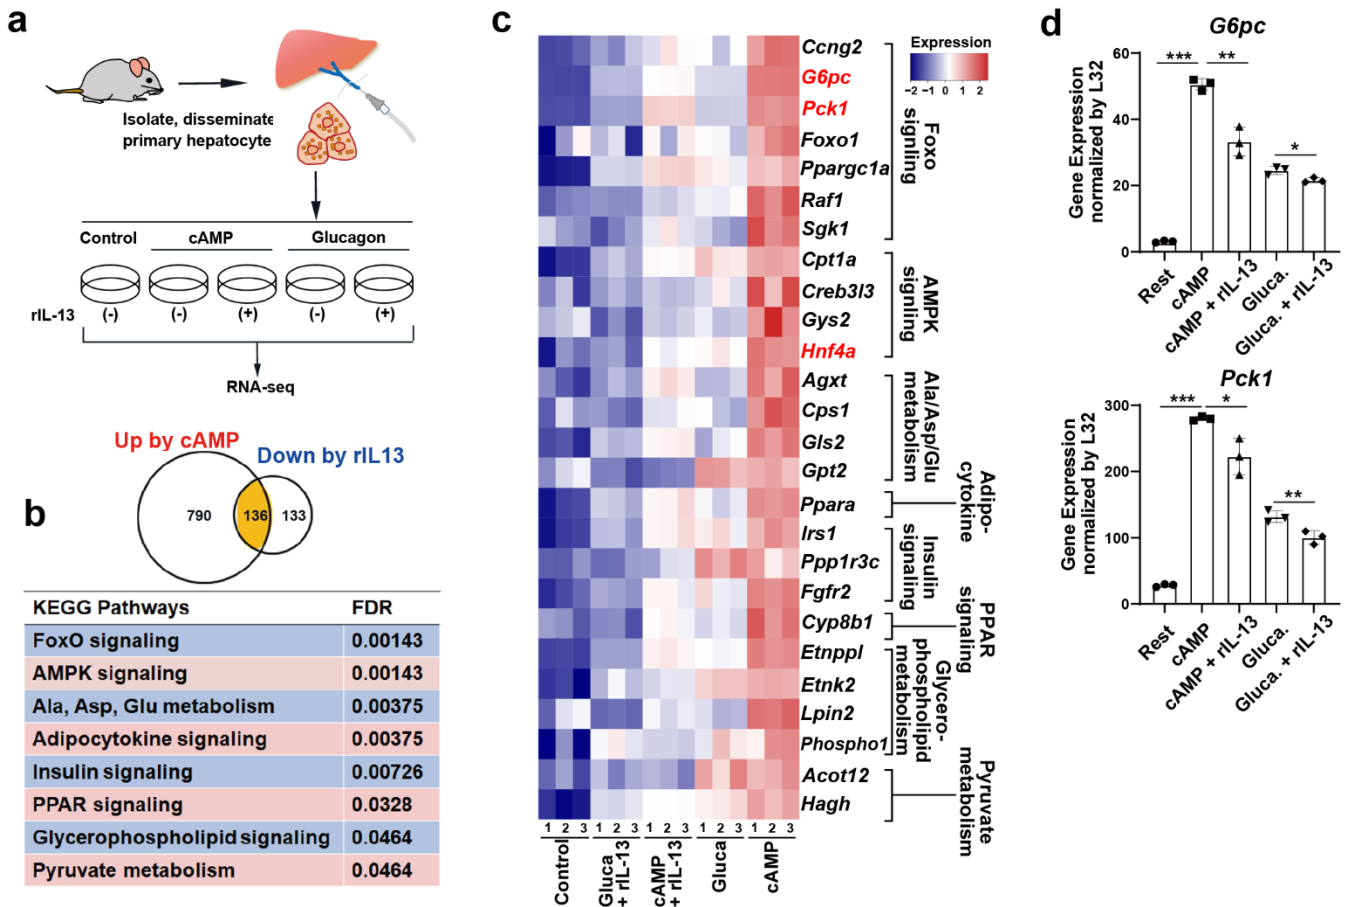 a
Isolate, disseminate
primary hepatocyte
Control cAMP Glucagon
rIL-13 (-) (-) (+) (-) (+)
RNA-seq
b
Up by cAMP
Down by rIL13
790 136 133
KEGG Pathways FDR
FoxO signaling 0.00143
AMPK signaling 0.00143
Ala, Asp, Glu metabolism 0.00375
Adipocytokine signaling 0.00375
Insulin signaling 0.00726
PPAR signaling 0.0328
Glycerophospholipid signaling 0.0464
Pyruvate metabolism 0.0464
c
Expression
−2 −1 0 1 2
Ccng2
G6pc
Pck1
Foxo1
Ppargc1a
Raf1
Sgk1
Cpt1a
Creb3l3
Gys2
Hnf4a
Agxt
Cps1
Gls2
Gpt2
Ppara
Irs1
Ppp1r3c
Fgfr2
Cyp8b1
Etnppl
Etnk2
Lpin2
Phospho1
Acot12
Hagh
Foxo
signling
AMPK
signling
Ala/Asp/Glu
metabolism
Adipo-
cytokine
Insulin
signaling
PPAR
signaling
Glycero-
phospholipid
metabolism
Pyruvate
metabolism
1 2 3 1 2 3 1 2 3 1 2 3 1 2 3
Control
Gluca
+ rIL-13
cAMP
+ rIL-13
Gluca
cAMP
d
G6pc
Gene Expression
normalized by L32
60
40
20
0
*** **
*
Rest
cAMP
cAMP + rIL-13
Gluca.
Gluca. + rIL-13
Pck1
Gene Expression
normalized by L32
300
200
100
0
*** *
**
Rest
cAMP
cAMP + rIL-13
Gluca.
Gluca. + rIL-13